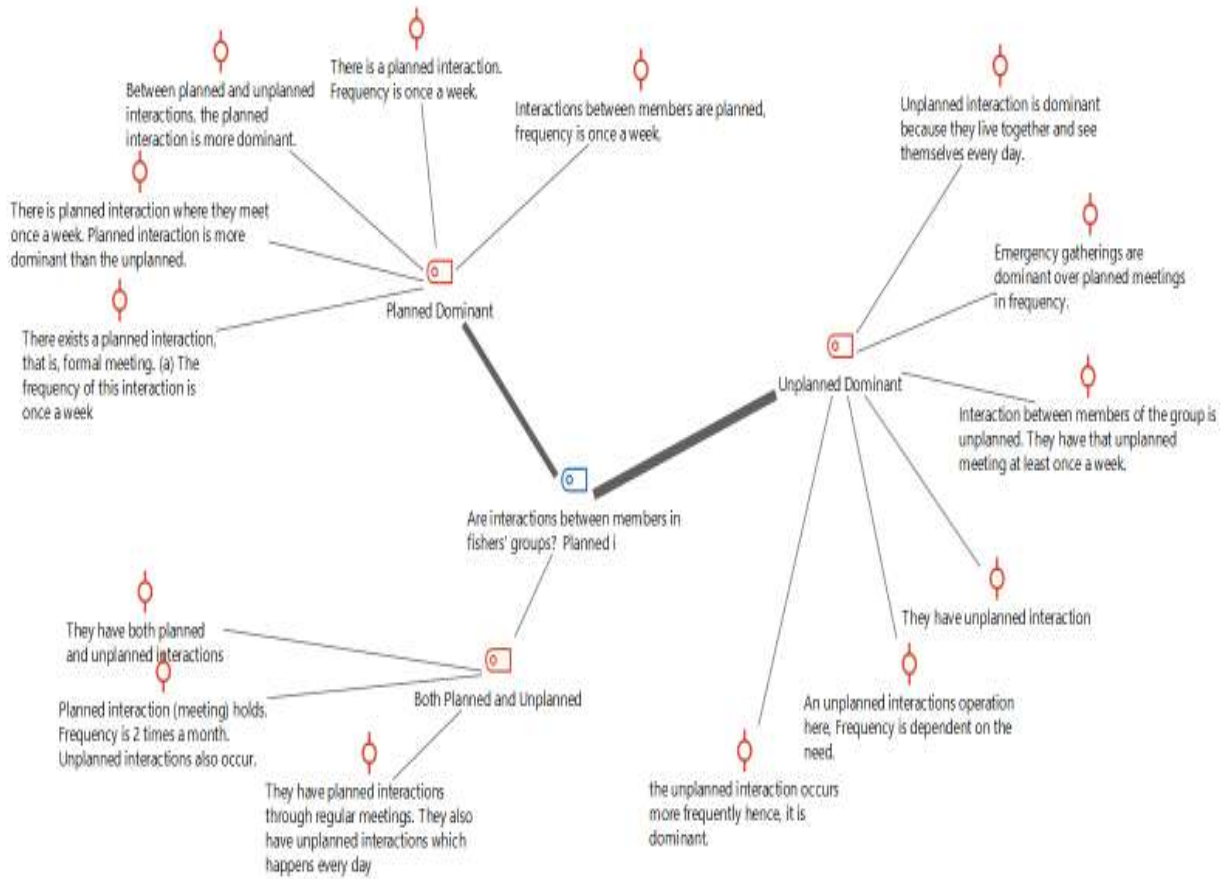 There is a planned interaction.
Frequency is once a week.
Between planned and unplanned
interactions, the planned
interaction is more dominant.
Interactions between members are planned,
frequency is once a week.
Unplanned interaction is dominant
because they live together and see
themselves every day.
There is planned interaction where they meet
once a week. Planned interaction is more
dominant than the unplanned.
Emergency gatherings are
dominant over planned meetings
in frequency.
Planned Dominant
There exists a planned interaction,
that is, formal meeting. (a) The
frequency of this interaction is
once a week
Unplanned Dominant
Interaction between members of the group is
unplanned. They have that unplanned
meeting at least once a week.
Are interactions between members in
fishers' groups?  Planned i
They have unplanned interaction
They have both planned
and unplanned interactions
Both Planned and Unplanned
An unplanned interactions operation
here, Frequency is dependent on the
need.
Planned interaction (meeting) holds.
Frequency is 2 times a month.
Unplanned interactions also occur.
They have planned interactions
through regular meetings. They also
have unplanned interactions which
happens every day
the unplanned interaction occurs
more frequently hence, it is
dominant.